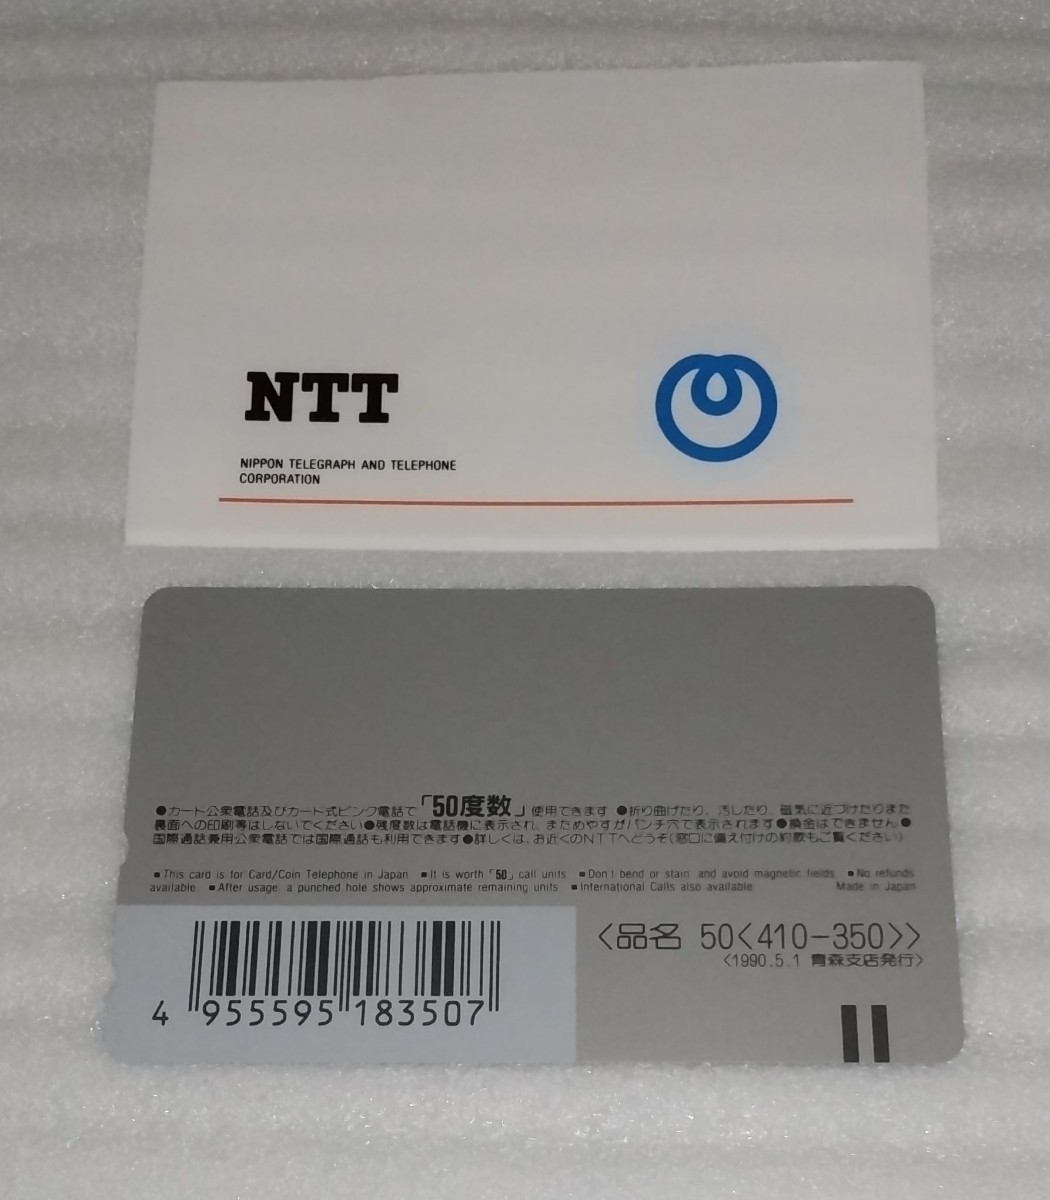 NTT
NIPPON TELEGRAPH AND TELEPHONE
CORPORATION
●カード公衆電話及びカード式ピンク電話で「50度数」使用できます ●折り曲げたり、汚したり、磁気に近づけたりまた
裏面への印刷等はしないでください●残度数は電話機に表示され、まためやすがパンチ穴で表示されます●換金はできません●
国際通話兼用公衆電話では国際通話も利用できます●詳しくは、お近くのNTTへどうぞ(窓口に備え付けの約款もご覧ください)
■This card is for Card/Coin Telephone in Japan ■It is worth「50」call units ■Don't bend or stain and avoid magnetic fields ■No refunds
available ■After usage a punched hole shows approximate remaining units ■International Calls also available Made in Japan
〈品名 50〈410-350〉〉
〈1990.5.1 青森支店発行〉
4 955595 183507